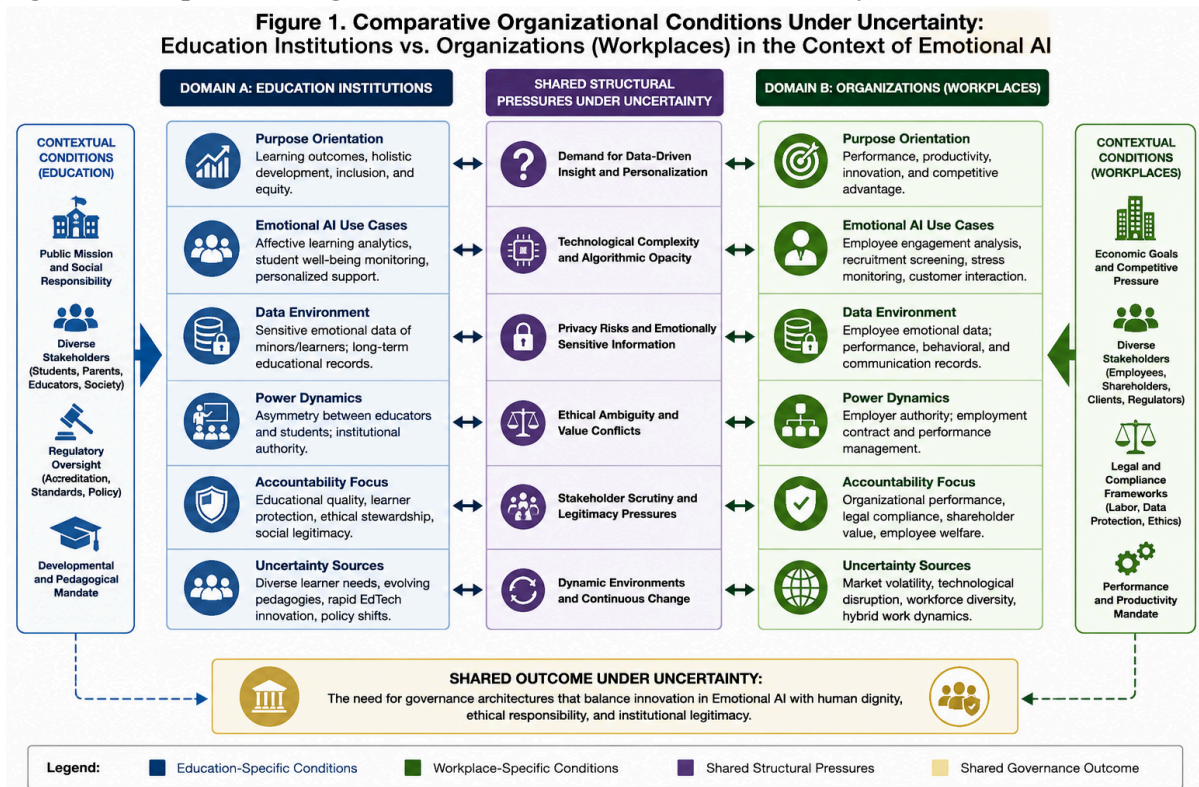 Figure 1. Comparative Organizational Conditions Under Uncertainty:
Education Institutions vs. Organizations (Workplaces) in the Context of Emotional AI
DOMAIN A: EDUCATION INSTITUTIONS
SHARED STRUCTURAL
PRESSURES UNDER UNCERTAINTY
DOMAIN B: ORGANIZATIONS (WORKPLACES)
CONTEXTUAL
CONDITIONS
(EDUCATION)
Public Mission
and Social
Responsibility
Diverse
Stakeholders
(Students, Parents,
Educators, Society)
Regulatory
Oversight
(Accreditation,
Standards, Policy)
Developmental
and Pedagogical
Mandate
Purpose Orientation
Learning outcomes, holistic
development, inclusion, and
equity.
Demand for Data-Driven
Insight and Personalization
Purpose Orientation
Performance, productivity,
innovation, and competitive
advantage.
Emotional AI Use Cases
Affective learning analytics,
student well-being monitoring,
personalized support.
Technological Complexity
and Algorithmic Opacity
Emotional AI Use Cases
Employee engagement analysis,
recruitment screening, stress
monitoring, customer interaction.
Data Environment
Sensitive emotional data of
minors/learners; long-term
educational records.
Privacy Risks and Emotionally
Sensitive Information
Data Environment
Employee emotional data;
performance, behavioral, and
communication records.
Power Dynamics
Asymmetry between educators
and students; institutional
authority.
Ethical Ambiguity and
Value Conflicts
Power Dynamics
Employer authority; employment
contract and performance
management.
Accountability Focus
Educational quality, learner
protection, ethical stewardship,
social legitimacy.
Stakeholder Scrutiny and
Legitimacy Pressures
Accountability Focus
Organizational performance,
legal compliance, shareholder
value, employee welfare.
Uncertainty Sources
Diverse learner needs, evolving
pedagogies, rapid EdTech
innovation, policy shifts.
Dynamic Environments
and Continuous Change
Uncertainty Sources
Market volatility, technological
disruption, workforce diversity,
hybrid work dynamics.
CONTEXTUAL
CONDITIONS
(WORKPLACES)
Economic Goals
and Competitive
Pressure
Diverse
Stakeholders
(Employees,
Shareholders,
Clients, Regulators)
Legal and
Compliance
Frameworks
(Labor, Data
Protection, Ethics)
Performance
and Productivity
Mandate
SHARED OUTCOME UNDER UNCERTAINTY:
The need for governance architectures that balance innovation in Emotional AI with human dignity,
ethical responsibility, and institutional legitimacy.
Legend:
Education-Specific Conditions
Workplace-Specific Conditions
Shared Structural Pressures
Shared Governance Outcome